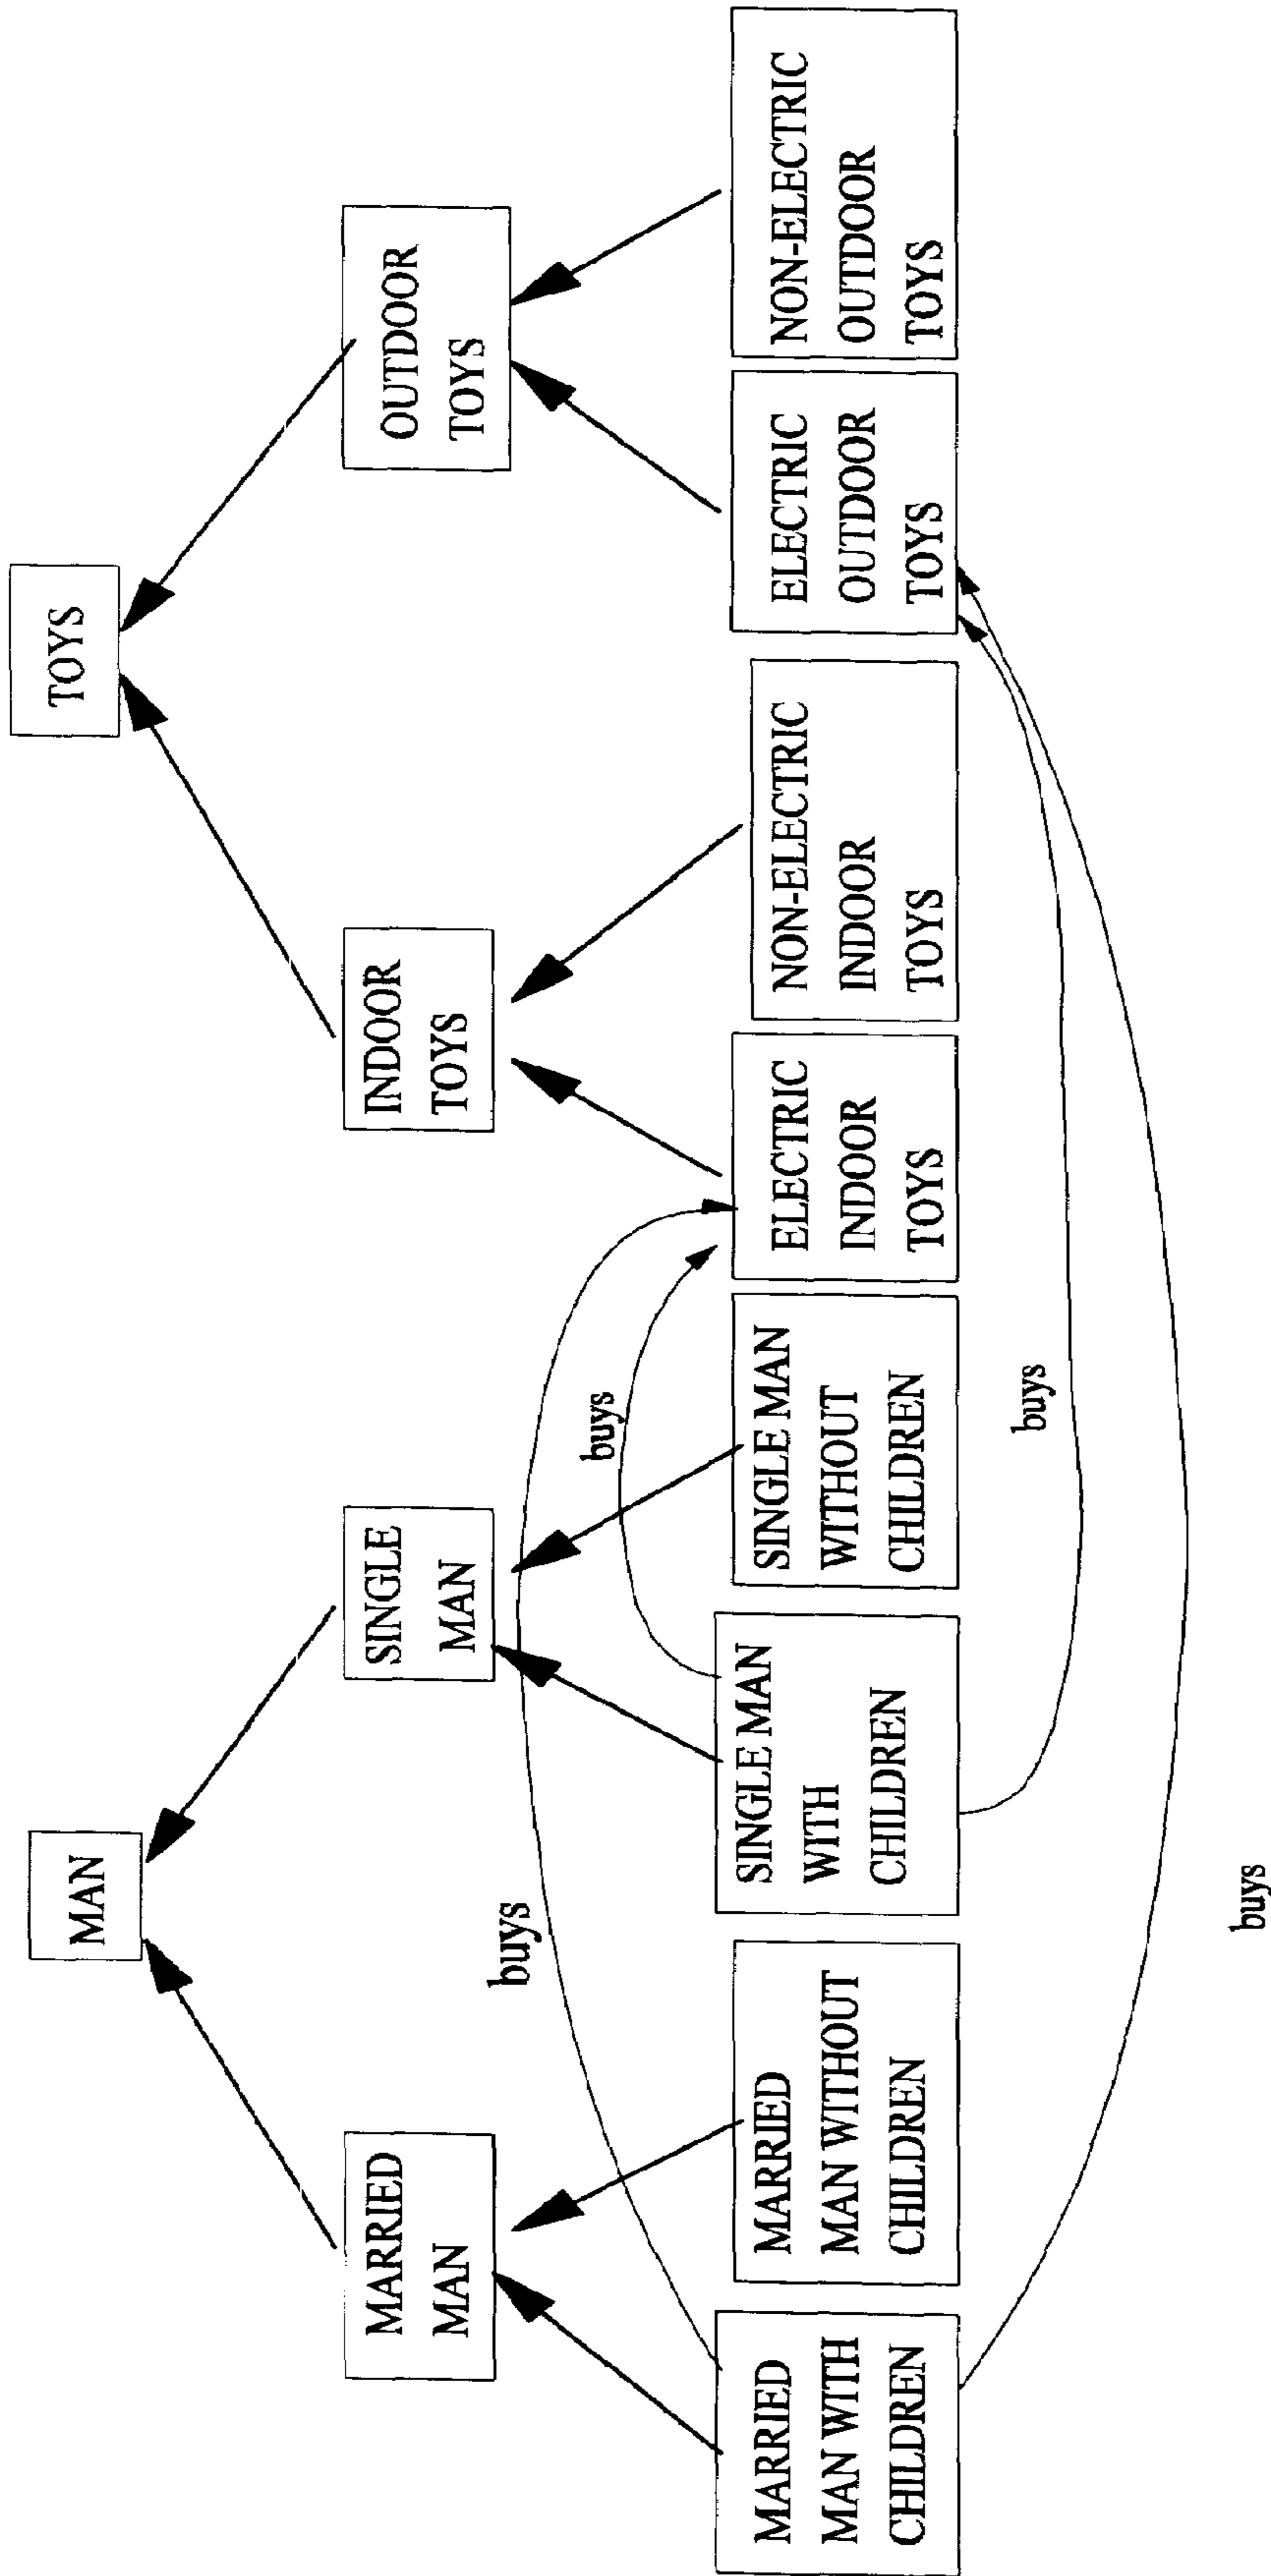 MAN
TOYS
MARRIED
MAN
SINGLE
MAN
INDOOR
TOYS
OUTDOOR
TOYS
buys
buys
MARRIED
MAN WITH
CHILDREN
MARRIED
MAN WITHOUT
CHILDREN
SINGLE MAN
WITH
CHILDREN
SINGLE MAN
WITHOUT
CHILDREN
ELECTRIC
INDOOR
TOYS
NON-ELECTRIC
INDOOR
TOYS
ELECTRIC
OUTDOOR
TOYS
NON-ELECTRIC
OUTDOOR
TOYS
buys
buys